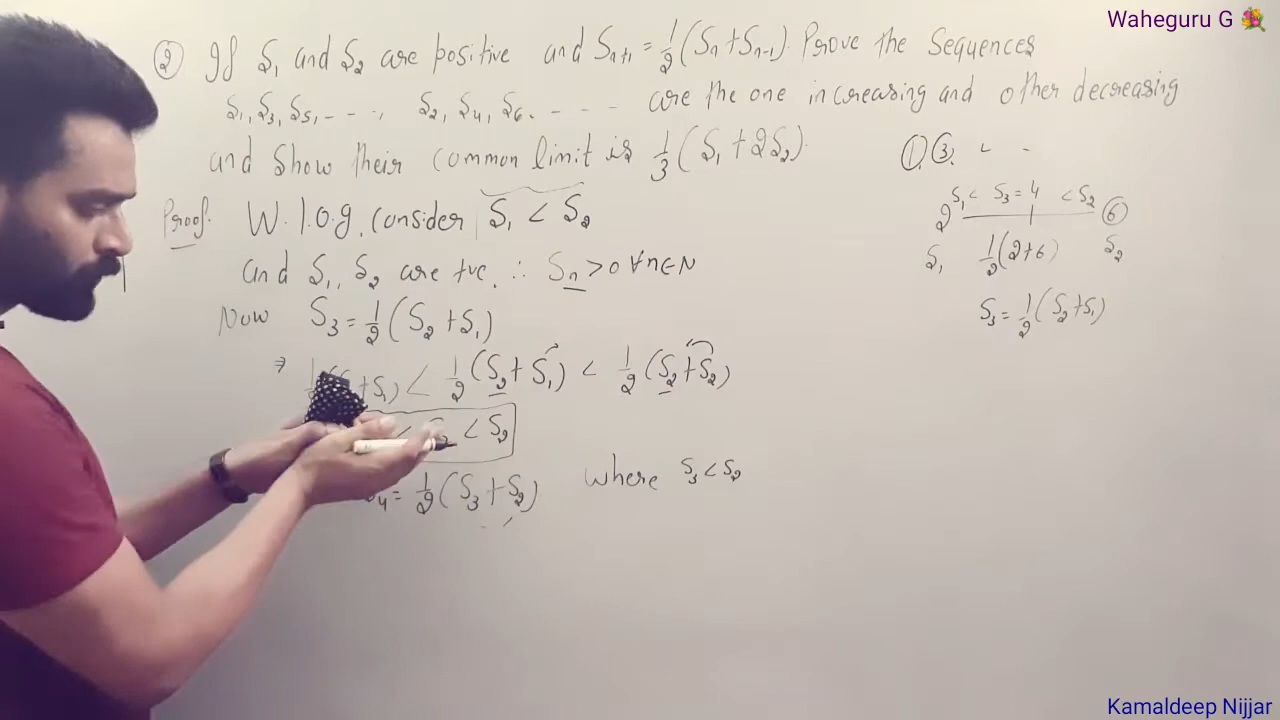 Waheguru G 💐
② If S₁ and S₂ are positive and Sₙ₊₁ = 1/2 (Sₙ + Sₙ₋₁). Prove the Sequences
S₁, S₃, S₅, - - - , S₂, S₄, S₆. - - - - are the one increasing and other decreasing
and Show their common limit is 1/3 (S₁ + 2S₂).
Proof. W.l.o.g. consider S₁ < S₂
and S₁, S₂ are +ve. ∴ Sₙ > 0 ∀ n ∈ N
Now S₃ = 1/2 (S₂ + S₁)
⇒ + S₁) < 1/2 (S₂ + S₁) < 1/2 (S₂ + S₂)
< S₂
₄ = 1/2 (S₃ + S₂) where S₃ < S₂
①, ③,
S₁ < S₃ = 4 < S₂
2 ⑥
S₁ 1/2 (2+6) S₂
S₃ = 1/2 (S₂ + S₁)
Kamaldeep Nijjar